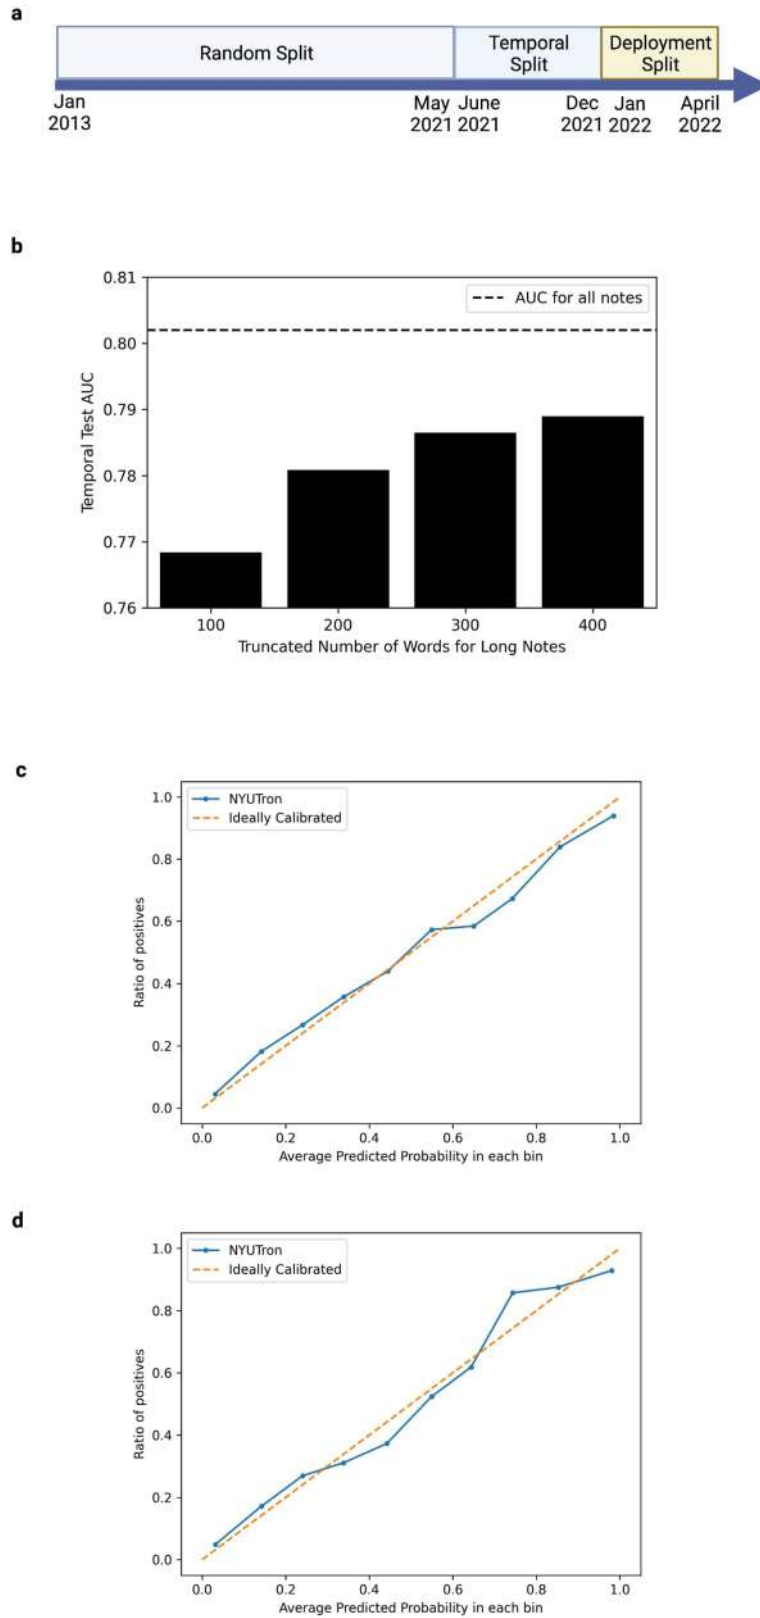 a
Random Split
Temporal
Split
Deployment
Split
Jan
2013
May
2021
June
2021
Dec
2021
Jan
2022
April
2022
b
0.81
0.80
0.79
0.78
0.77
0.76
Temporal Test AUC
AUC for all notes
100 200 300 400
Truncated Number of Words for Long Notes
c
1.0
0.8
0.6
0.4
0.2
0.0
Ratio of positives
NYUTron
Ideally Calibrated
0.0 0.2 0.4 0.6 0.8 1.0
Average Predicted Probability in each bin
d
1.0
0.8
0.6
0.4
0.2
0.0
Ratio of positives
NYUTron
Ideally Calibrated
0.0 0.2 0.4 0.6 0.8 1.0
Average Predicted Probability in each bin